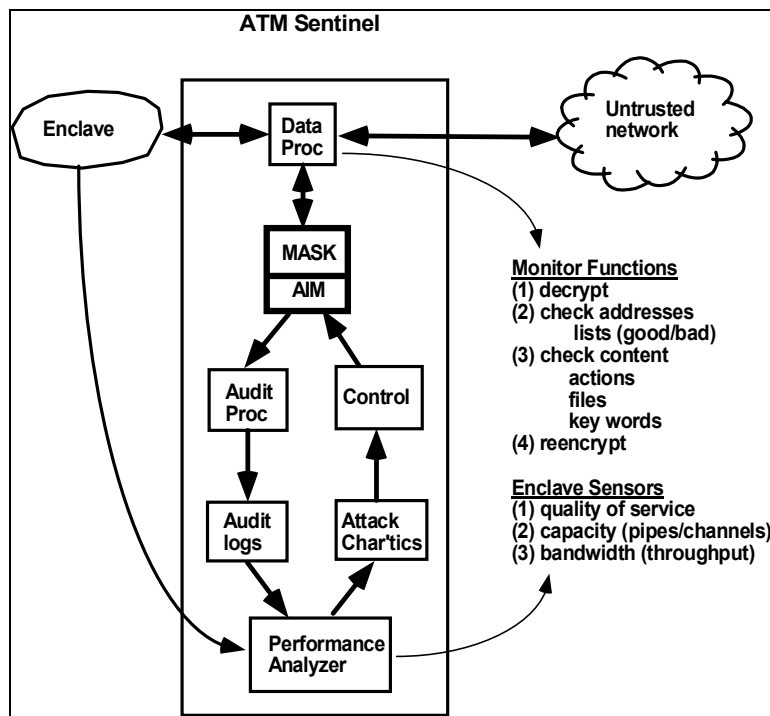 ATM Sentinel
Enclave
Data
Proc
Untrusted
network
MASK
AIM
Audit
Proc
Control
Audit
logs
Attack
Char'tics
Performance
Analyzer
Monitor Functions
(1) decrypt
(2) check addresses
lists (good/bad)
(3) check content
actions
files
key words
(4) reencrypt
Enclave Sensors
(1) quality of service
(2) capacity (pipes/channels)
(3) bandwidth (throughput)